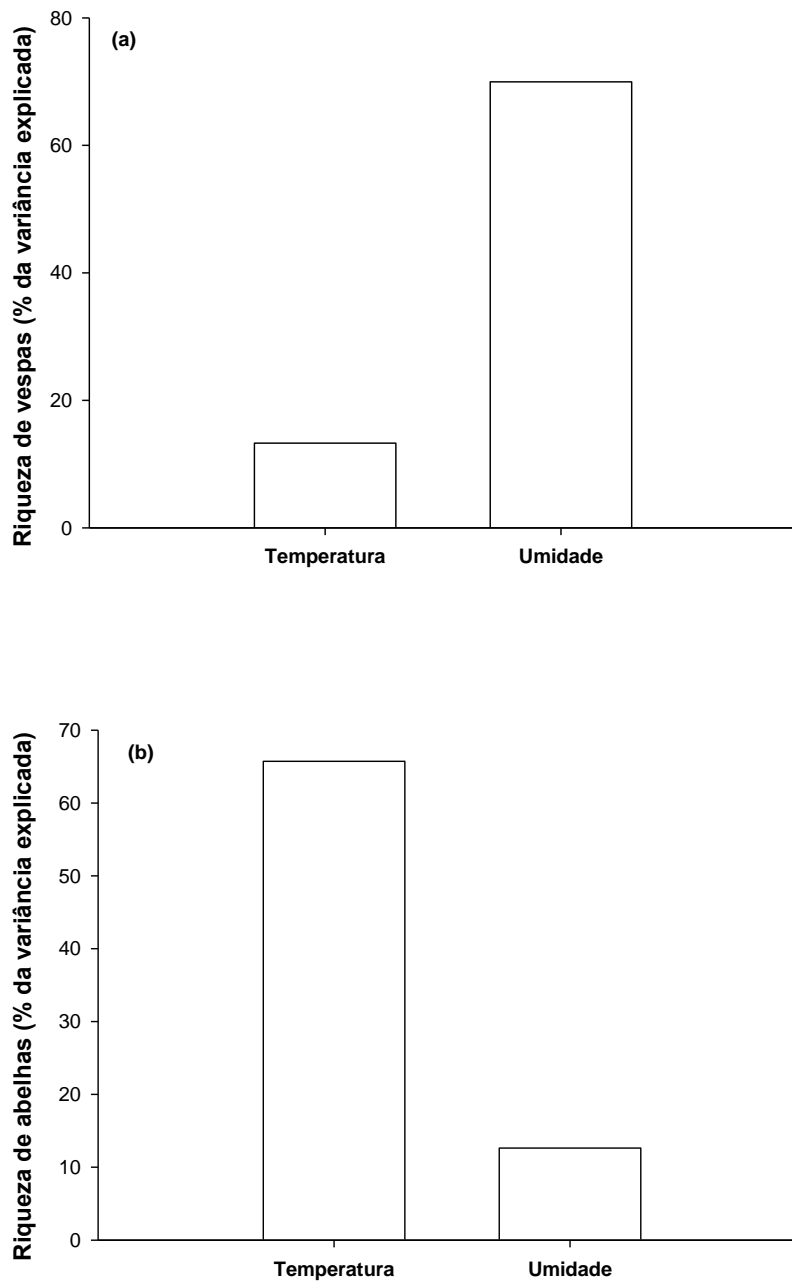 (a)
Riqueza de vespas (% da variância explicada)
80
60
40
20
0
Temperatura
Umidade
(b)
Riqueza de abelhas (% da variância explicada)
70
60
50
40
30
20
10
0
Temperatura
Umidade